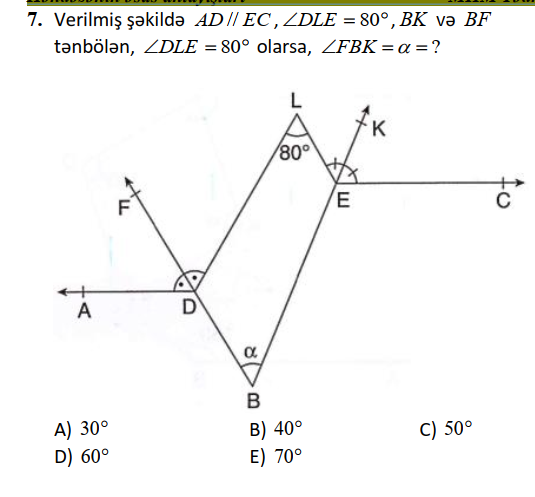 7. Verilmiş şəkildə AD // EC , ∠DLE = 80° , BK və BF
tənbölən, ∠DLE = 80° olarsa, ∠FBK = α = ?
L
K
80°
F
E
C
A
D
α
B
A) 30°
B) 40°
C) 50°
D) 60°
E) 70°